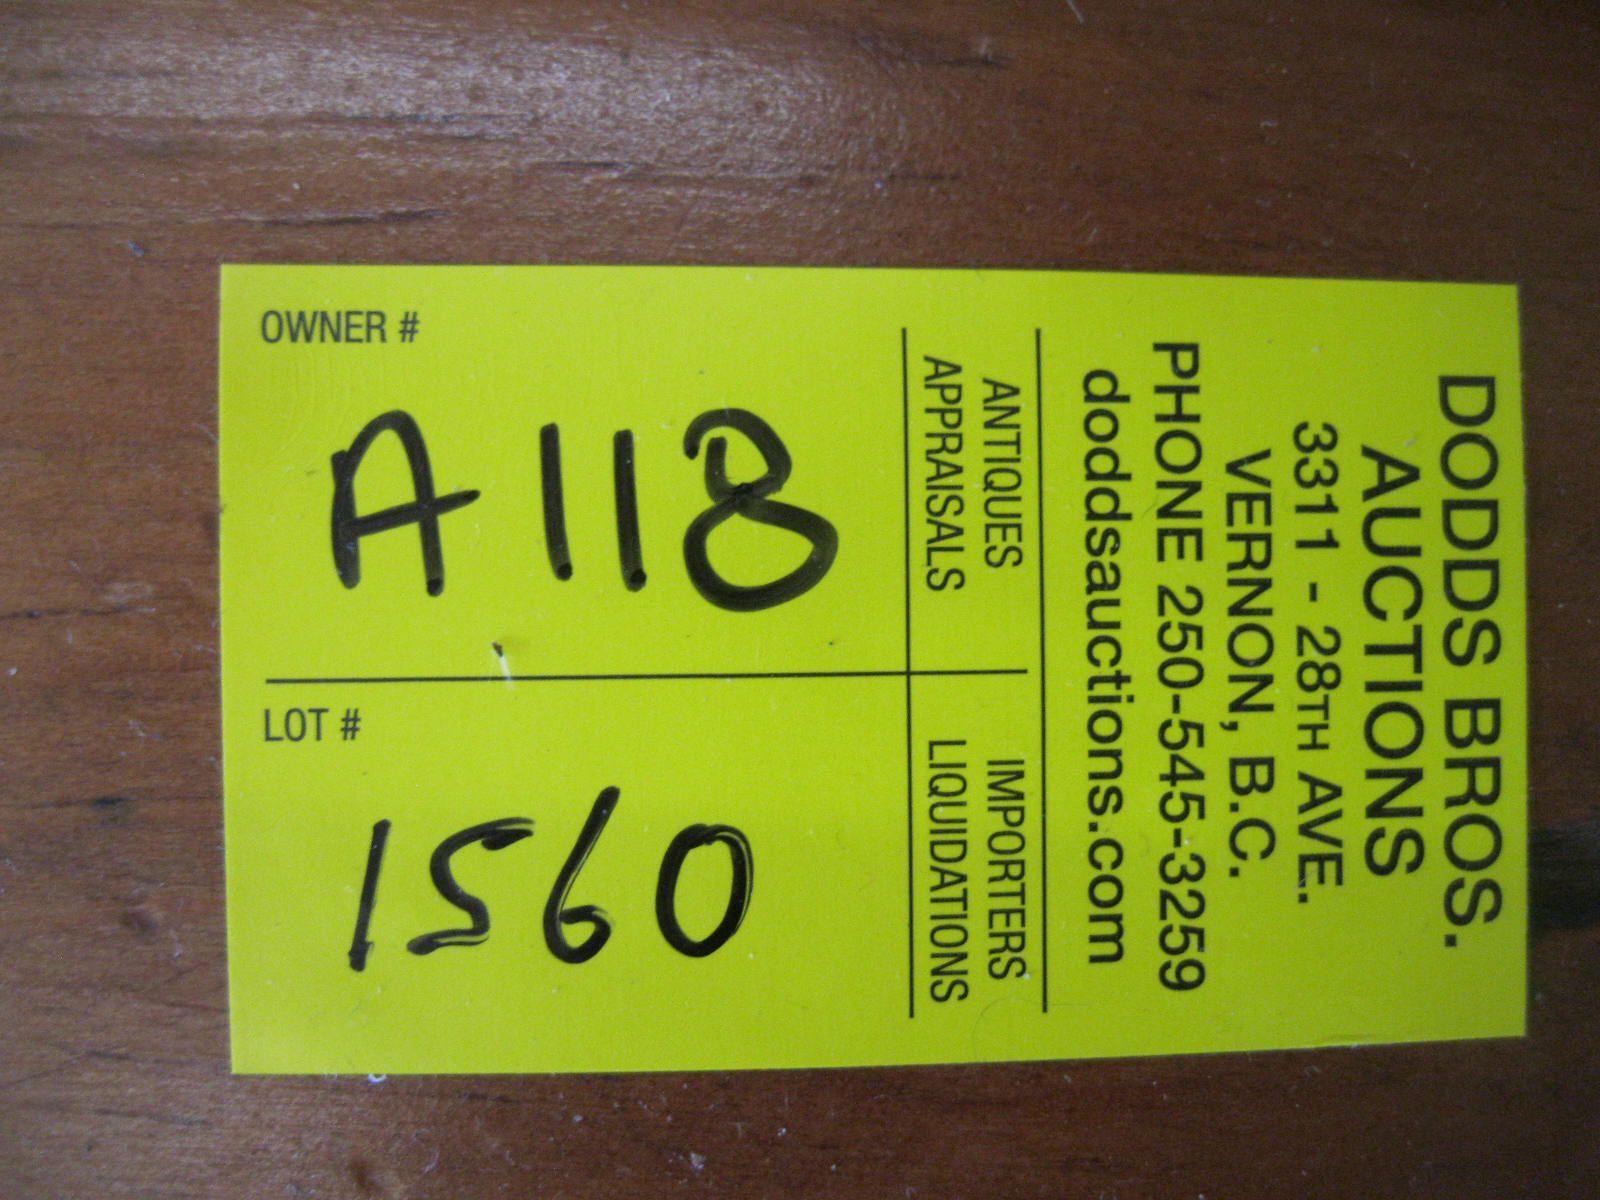 DODDS BROS.
AUCTIONS
3311 - 28TH AVE.
VERNON, B.C.
PHONE 250-545-3259
doddsauctions.com
ANTIQUES
APPRAISALS
IMPORTERS
LIQUIDATIONS
OWNER #
A118
LOT #
1560